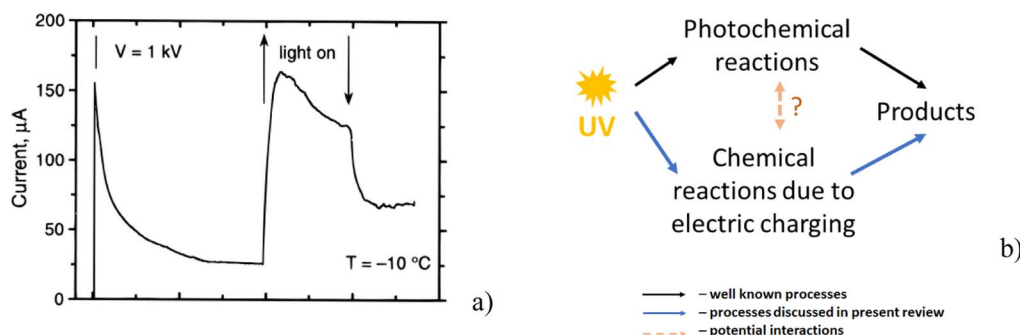 200
150
100
50
0
Current, µA
V = 1 kV
light on
T = −10 °C
a)
UV
Photochemical
reactions
?
Products
Chemical
reactions due to
electric charging
b)
– well known processes
– processes discussed in present review
– potential interactions